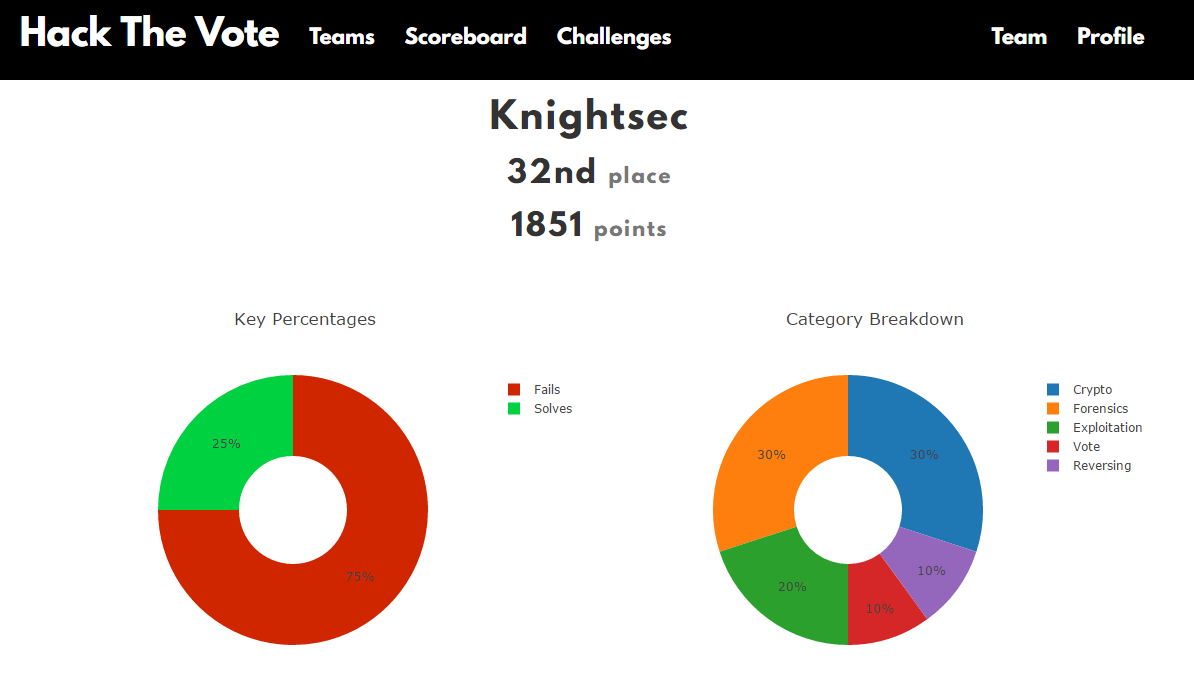 Hack The Vote Teams Scoreboard Challenges Team Profile
Knightsec
32nd place
1851 points
Key Percentages
Fails
Solves
25%
75%
Category Breakdown
Crypto
Forensics
Exploitation
Vote
Reversing
30%
30%
20%
10%
10%